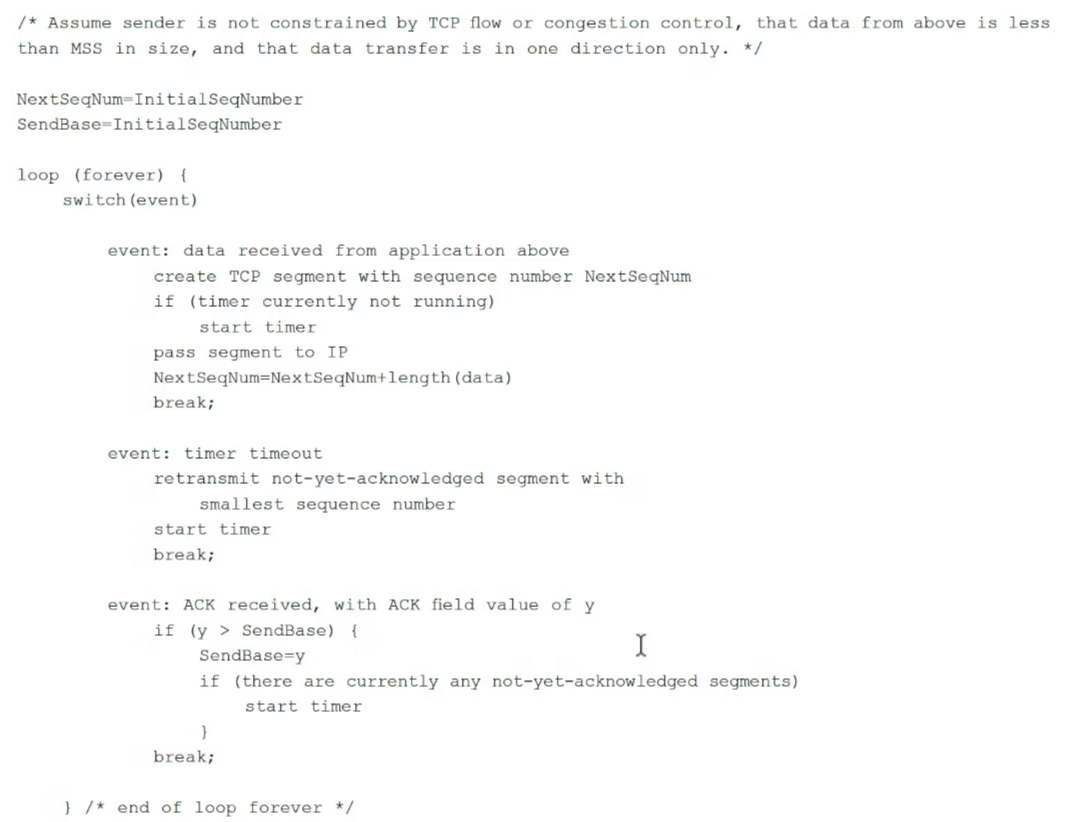 /* Assume sender is not constrained by TCP flow or congestion control, that data from above is less
than MSS in size, and that data transfer is in one direction only. */
NextSeqNum=InitialSeqNumber
SendBase=InitialSeqNumber
loop (forever) {
switch(event)
event: data received from application above
create TCP segment with sequence number NextSeqNum
if (timer currently not running)
start timer
pass segment to IP
NextSeqNum=NextSeqNum+length(data)
break;
event: timer timeout
retransmit not-yet-acknowledged segment with
smallest sequence number
start timer
break;
event: ACK received, with ACK field value of y
if (y > SendBase) {
SendBase=y
if (there are currently any not-yet-acknowledged segments)
start timer
}
break;
} /* end of loop forever */